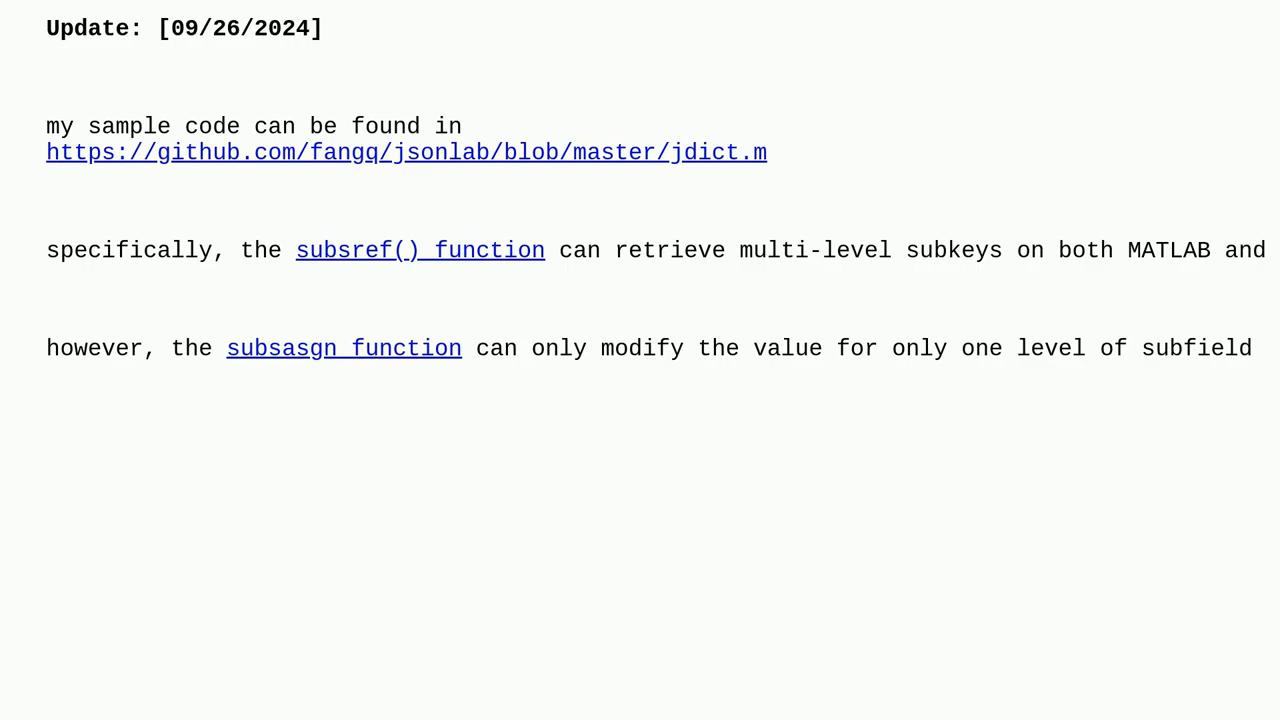 Update: [09/26/2024]
my sample code can be found in
https://github.com/fangq/jsonlab/blob/master/jdict.m
specifically, the subsref() function can retrieve multi-level subkeys on both MATLAB and
however, the subsasgn function can only modify the value for only one level of subfield